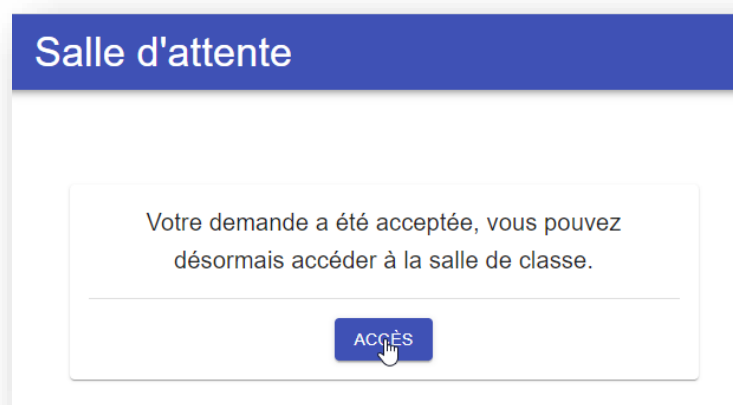 Salle d'attente
Votre demande a été acceptée, vous pouvez
désormais accéder à la salle de classe.
ACCÈS